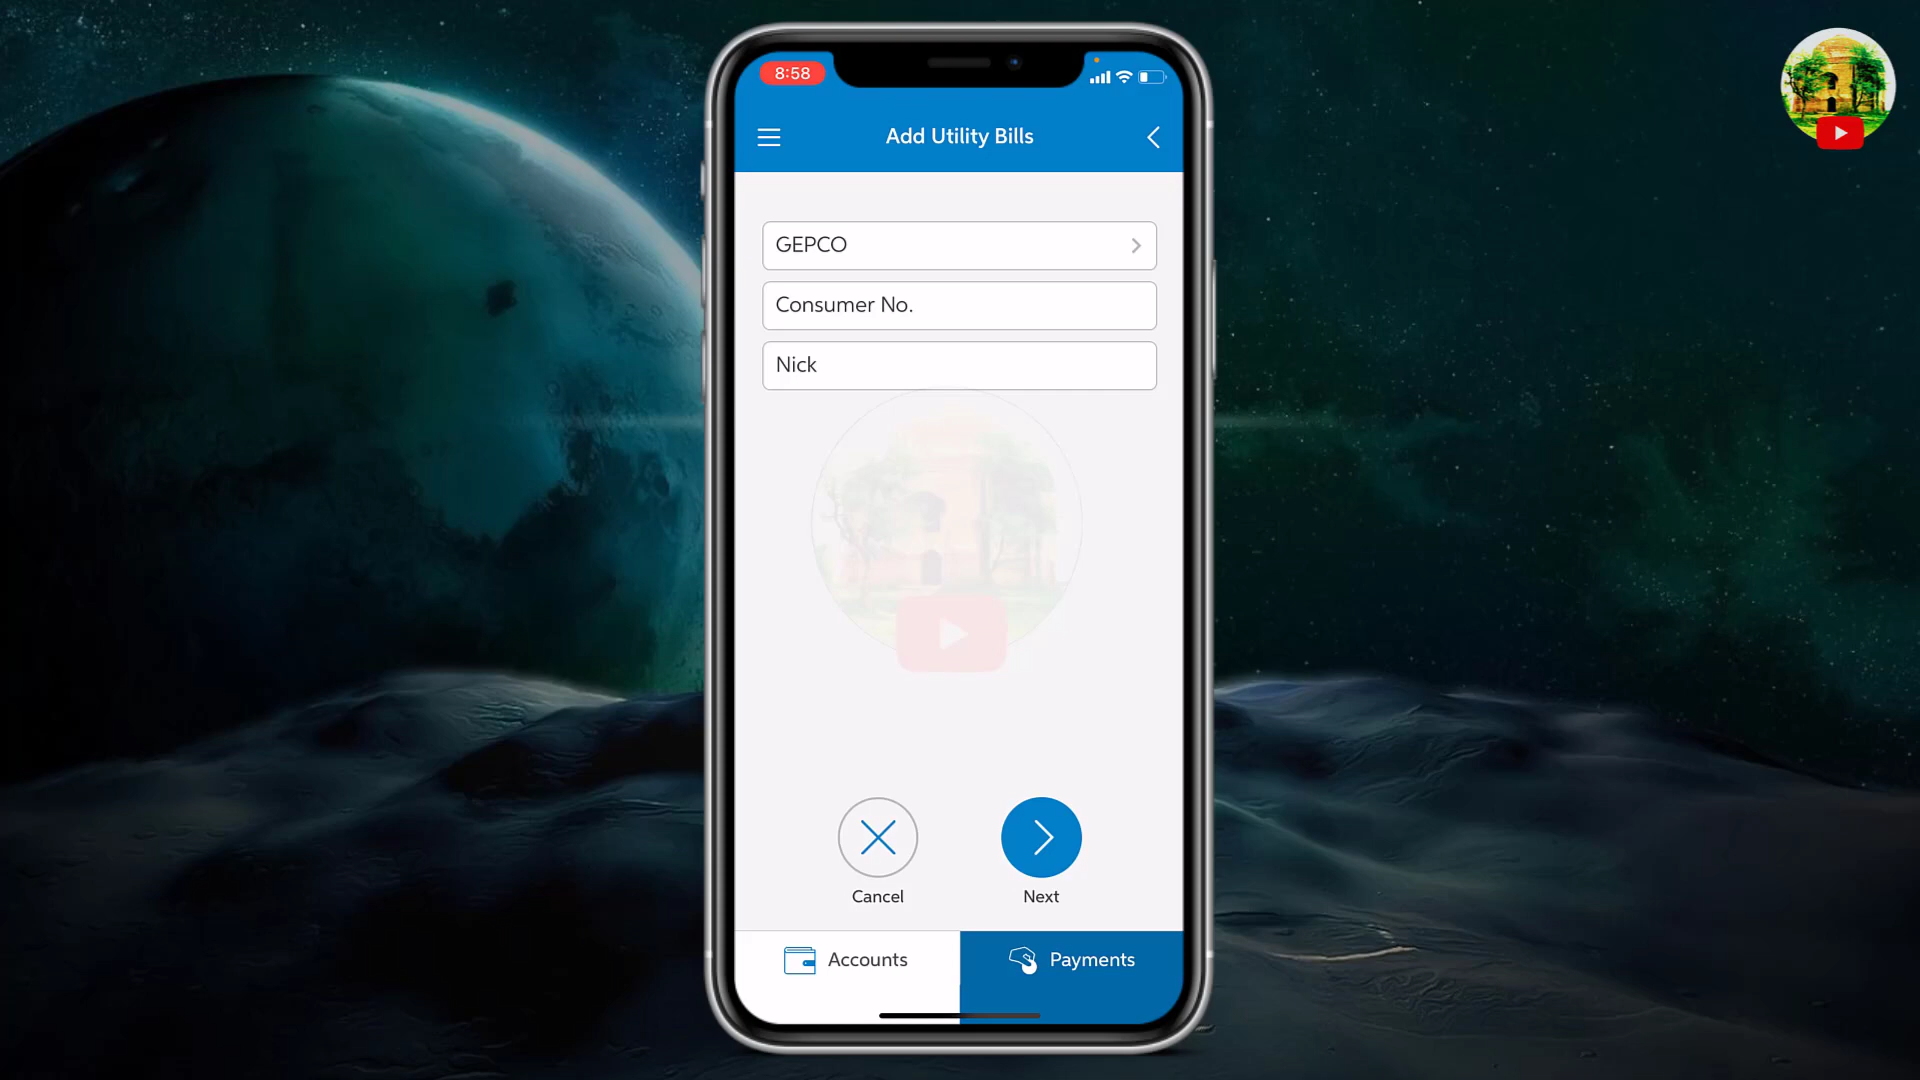 8:58
Add Utility Bills
GEPCO
Consumer No.
Nick
Cancel
Next
Accounts
Payments